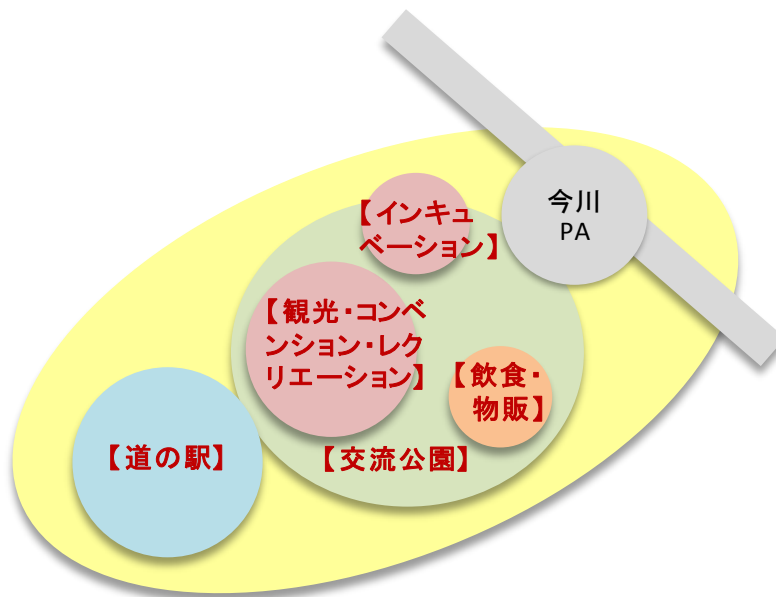 今川
PA
【インキュ
ベーション】
【観光・コンベ
ンション・レク
リエーション】
【飲食・
物販】
【道の駅】
【交流公園】